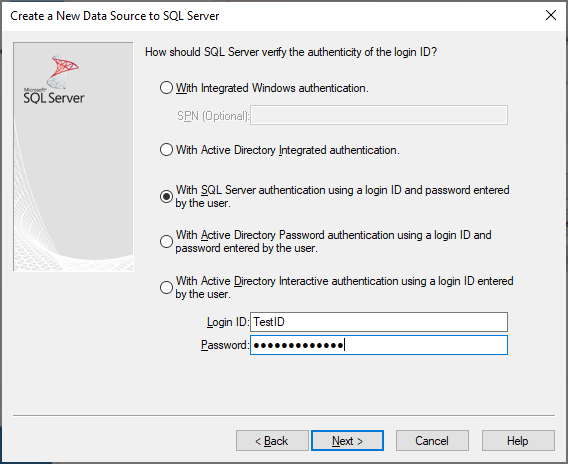 Create a New Data Source to SQL Server
Microsoft
SQL Server
How should SQL Server verify the authenticity of the login ID?
With Integrated Windows authentication.
SPN (Optional):
With Active Directory Integrated authentication.
With SQL Server authentication using a login ID and password entered
by the user.
With Active Directory Password authentication using a login ID and
password entered by the user.
With Active Directory Interactive authentication using a login ID entered
by the user.
Login ID: TestID
Password: ●●●●●●●●●●●●●
< Back Next > Cancel Help